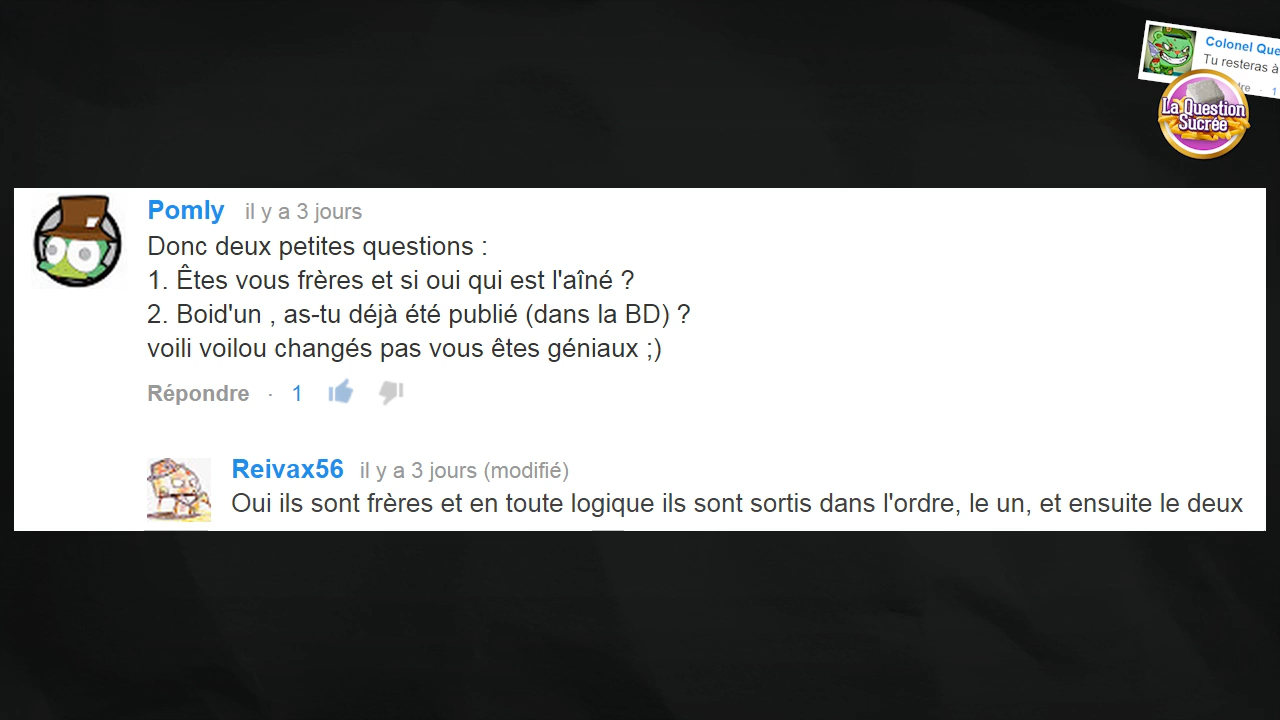 Colonel Que
Tu resteras à
dre · 1
La Question
Sucrée
Pomly il y a 3 jours
Donc deux petites questions :
1. Êtes vous frères et si oui qui est l'aîné ?
2. Boid'un , as-tu déjà été publié (dans la BD) ?
voili voilou changés pas vous êtes géniaux ;)
Répondre · 1
Reivax56 il y a 3 jours (modifié)
Oui ils sont frères et en toute logique ils sont sortis dans l'ordre, le un, et ensuite le deux